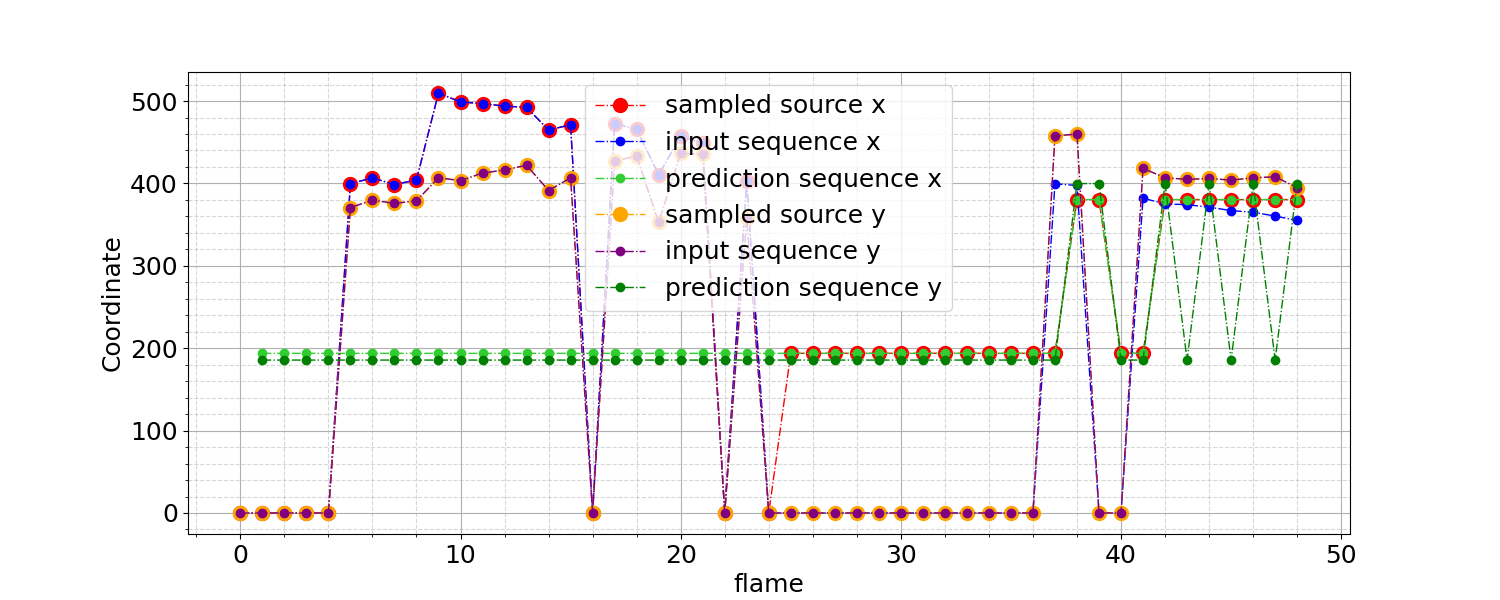 500
400
300
200
100
0
Coordinate
sampled source x
input sequence x
prediction sequence x
sampled source y
input sequence y
prediction sequence y
0 10 20 30 40 50
flame